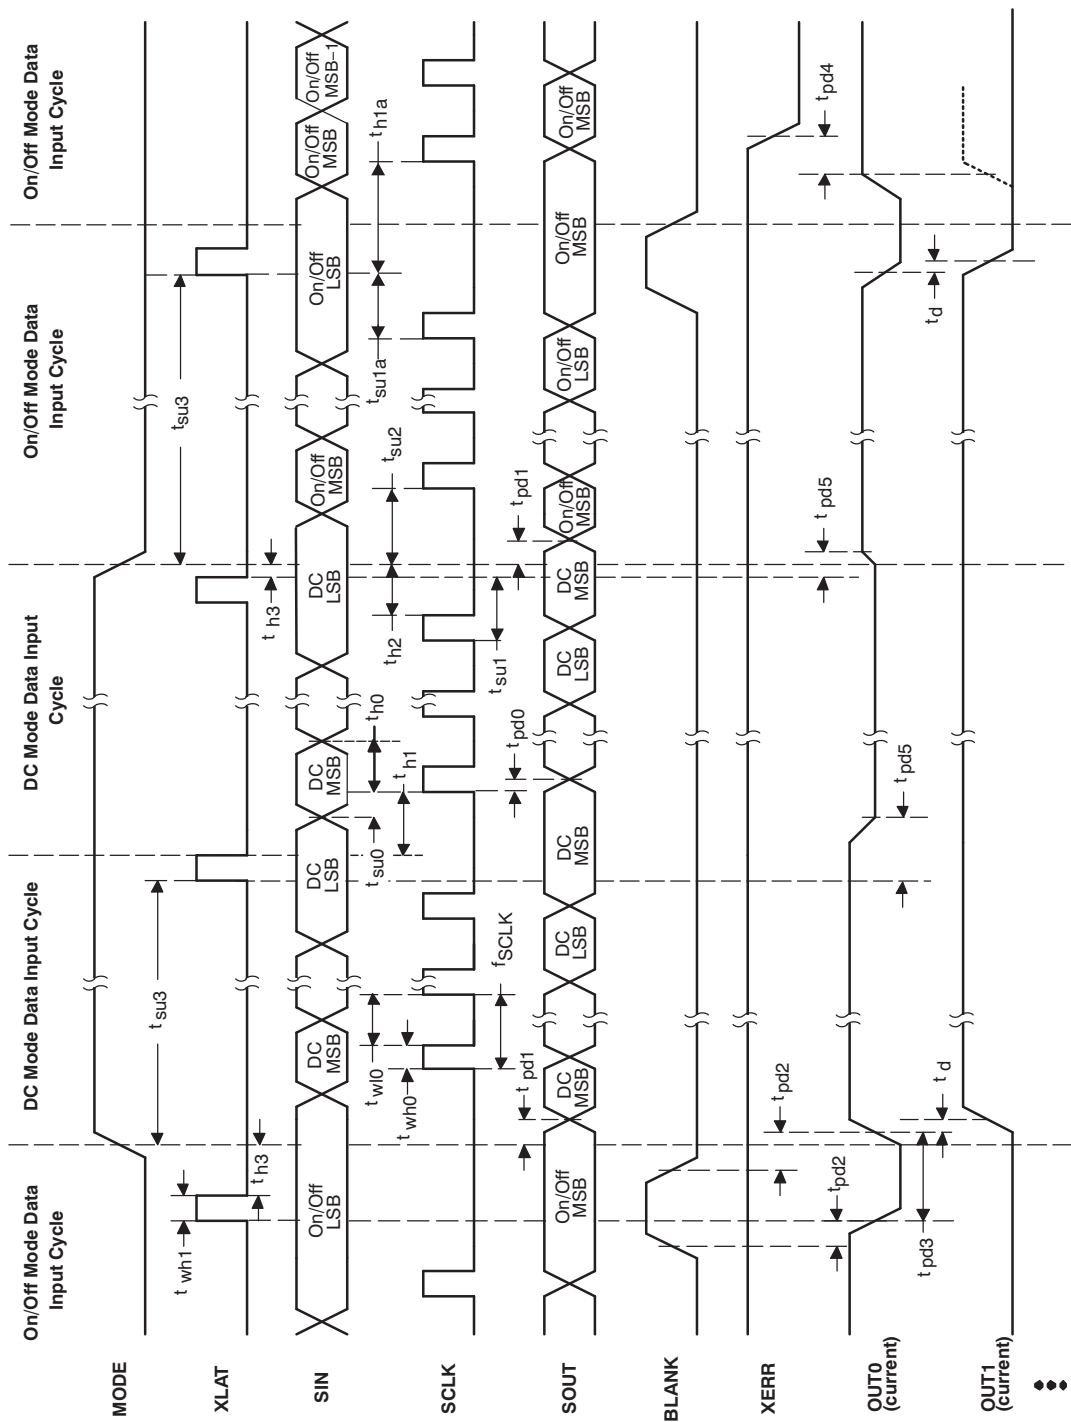 On/Off Mode Data
Input Cycle
DC Mode Data Input Cycle
DC Mode Data Input
Cycle
On/Off Mode Data
Input Cycle
On/Off Mode Data
Input Cycle
MODE
t su3
t su3
XLAT
t wh1
t h3
t h3
SIN
On/Off
LSB
DC
MSB
DC
LSB
DC
MSB
DC
LSB
On/Off
MSB
On/Off
LSB
On/Off
MSB
On/Off
MSB-1
t wl0
t su0
t h0
t h2
t su2
t su1a
t h1a
t wh0
t h1
SCLK
f SCLK
t su1
t pd1
t pd0
t pd1
SOUT
On/Off
MSB
DC
MSB
DC
LSB
DC
MSB
DC
LSB
DC
MSB
On/Off
MSB
On/Off
LSB
On/Off
MSB
On/Off
MSB
BLANK
XERR
t pd2
t pd2
t pd5
t pd5
t pd4
OUT0
(current)
t pd3
t d
t d
OUT1
(current)